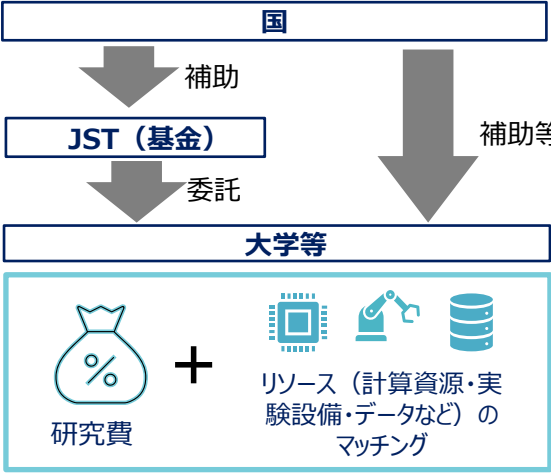 国
補助
JST（基金）
補助等
委託
大学等
%
+
リソース（計算資源・実
験設備・データなど）の
マッチング
研究費